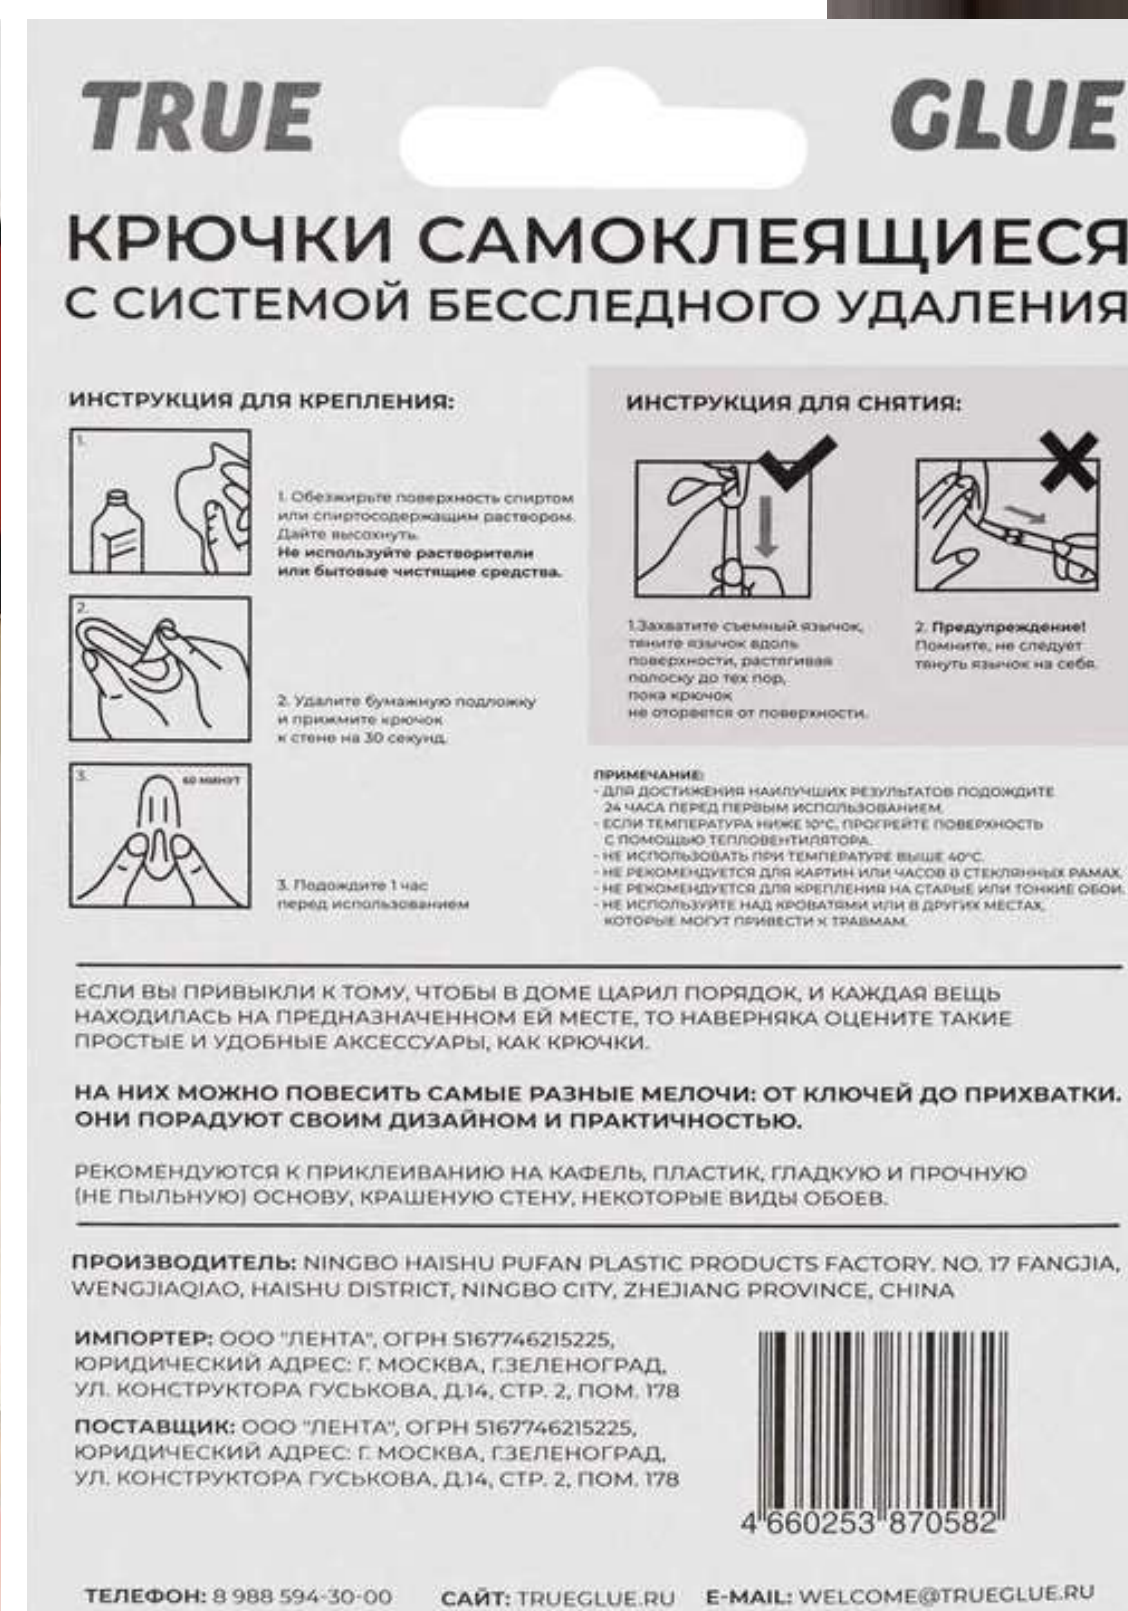 TRUE GLUE
КРЮЧКИ САМОКЛЕЯЩИЕСЯ
С СИСТЕМОЙ БЕССЛЕДНОГО УДАЛЕНИЯ
ИНСТРУКЦИЯ ДЛЯ КРЕПЛЕНИЯ:
1.
1. Обезжирьте поверхность спиртом
или спиртосодержащим раствором.
Дайте высохнуть.
Не используйте растворители
или бытовые чистящие средства.
2.
2. Удалите бумажную подложку
и прижмите крючок
к стене на 30 секунд.
3.
60 МИНУТ
3. Подождите 1 час
перед использованием
ИНСТРУКЦИЯ ДЛЯ СНЯТИЯ:
1.Захватите съемный язычок,
тяните язычок вдоль
поверхности, растягивая
полоску до тех пор,
пока крючок
не оторвется от поверхности.
2. Предупреждение!
Помните, не следует
тянуть язычок на себя.
ПРИМЕЧАНИЕ:
- ДЛЯ ДОСТИЖЕНИЯ НАИЛУЧШИХ РЕЗУЛЬТАТОВ ПОДОЖДИТЕ
24 ЧАСА ПЕРЕД ПЕРВЫМ ИСПОЛЬЗОВАНИЕМ.
- ЕСЛИ ТЕМПЕРАТУРА НИЖЕ 10°C, ПРОГРЕЙТЕ ПОВЕРХНОСТЬ
С ПОМОЩЬЮ ТЕПЛОВЕНТИЛЯТОРА.
- НЕ ИСПОЛЬЗОВАТЬ ПРИ ТЕМПЕРАТУРЕ ВЫШЕ 40°C.
- НЕ РЕКОМЕНДУЕТСЯ ДЛЯ КАРТИН ИЛИ ЧАСОВ В СТЕКЛЯННЫХ РАМАХ.
- НЕ РЕКОМЕНДУЕТСЯ ДЛЯ КРЕПЛЕНИЯ НА СТАРЫЕ ИЛИ ТОНКИЕ ОБОИ.
- НЕ ИСПОЛЬЗУЙТЕ НАД КРОВАТЯМИ ИЛИ В ДРУГИХ МЕСТАХ,
КОТОРЫЕ МОГУТ ПРИВЕСТИ К ТРАВМАМ.
ЕСЛИ ВЫ ПРИВЫКЛИ К ТОМУ, ЧТОБЫ В ДОМЕ ЦАРИЛ ПОРЯДОК, И КАЖДАЯ ВЕЩЬ
НАХОДИЛАСЬ НА ПРЕДНАЗНАЧЕННОМ ЕЙ МЕСТЕ, ТО НАВЕРНЯКА ОЦЕНИТЕ ТАКИЕ
ПРОСТЫЕ И УДОБНЫЕ АКСЕССУАРЫ, КАК КРЮЧКИ.
НА НИХ МОЖНО ПОВЕСИТЬ САМЫЕ РАЗНЫЕ МЕЛОЧИ: ОТ КЛЮЧЕЙ ДО ПРИХВАТКИ.
ОНИ ПОРАДУЮТ СВОИМ ДИЗАЙНОМ И ПРАКТИЧНОСТЬЮ.
РЕКОМЕНДУЮТСЯ К ПРИКЛЕИВАНИЮ НА КАФЕЛЬ, ПЛАСТИК, ГЛАДКУЮ И ПРОЧНУЮ
(НЕ ПЫЛЬНУЮ) ОСНОВУ, КРАШЕНУЮ СТЕНУ, НЕКОТОРЫЕ ВИДЫ ОБОЕВ.
ПРОИЗВОДИТЕЛЬ: NINGBO HAISHU PUFAN PLASTIC PRODUCTS FACTORY. NO. 17 FANGJIA,
WENGJIAQIAO, HAISHU DISTRICT, NINGBO CITY, ZHEJIANG PROVINCE, CHINA
ИМПОРТЕР: ООО "ЛЕНТА", ОГРН 5167746215225,
ЮРИДИЧЕСКИЙ АДРЕС: Г. МОСКВА, Г.ЗЕЛЕНОГРАД,
УЛ. КОНСТРУКТОРА ГУСЬКОВА, Д.14, СТР. 2, ПОМ. 178
ПОСТАВЩИК: ООО "ЛЕНТА", ОГРН 5167746215225,
ЮРИДИЧЕСКИЙ АДРЕС: Г. МОСКВА, Г.ЗЕЛЕНОГРАД,
УЛ. КОНСТРУКТОРА ГУСЬКОВА, Д.14, СТР. 2, ПОМ. 178
4 660253 870582
ТЕЛЕФОН: 8 988 594-30-00 САЙТ: TRUEGLUE.RU E-MAIL: WELCOME@TRUEGLUE.RU